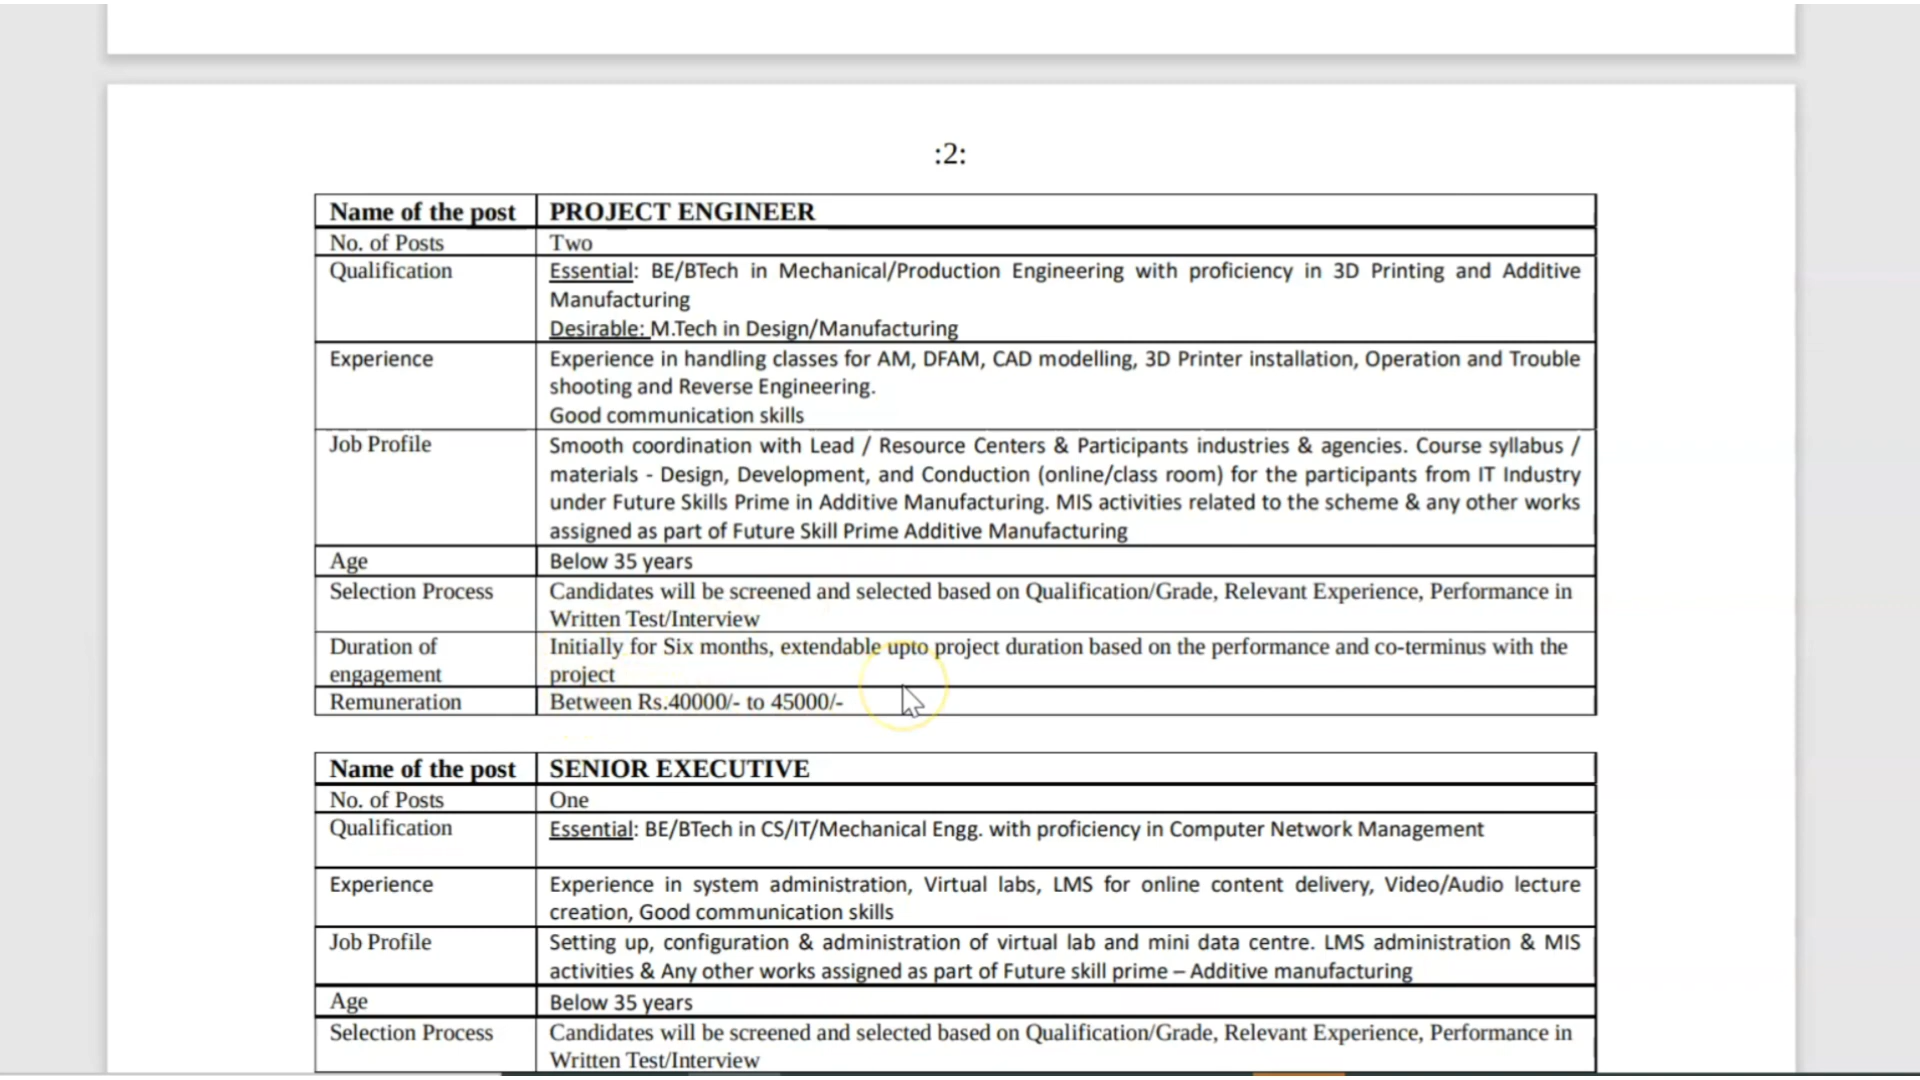 :2:
Name of the post PROJECT ENGINEER
No. of Posts Two
Qualification Essential: BE/BTech in Mechanical/Production Engineering with proficiency in 3D Printing and Additive
Manufacturing
Desirable: M.Tech in Design/Manufacturing
Experience Experience in handling classes for AM, DFAM, CAD modelling, 3D Printer installation, Operation and Trouble
shooting and Reverse Engineering.
Good communication skills
Job Profile Smooth coordination with Lead / Resource Centers & Participants industries & agencies. Course syllabus /
materials - Design, Development, and Conduction (online/class room) for the participants from IT Industry
under Future Skills Prime in Additive Manufacturing. MIS activities related to the scheme & any other works
assigned as part of Future Skill Prime Additive Manufacturing
Age Below 35 years
Selection Process Candidates will be screened and selected based on Qualification/Grade, Relevant Experience, Performance in
Written Test/Interview
Duration of Initially for Six months, extendable upto project duration based on the performance and co-terminus with the
engagement project
Remuneration Between Rs.40000/- to 45000/-
Name of the post SENIOR EXECUTIVE
No. of Posts One
Qualification Essential: BE/BTech in CS/IT/Mechanical Engg. with proficiency in Computer Network Management
Experience Experience in system administration, Virtual labs, LMS for online content delivery, Video/Audio lecture
creation, Good communication skills
Job Profile Setting up, configuration & administration of virtual lab and mini data centre. LMS administration & MIS
activities & Any other works assigned as part of Future skill prime – Additive manufacturing
Age Below 35 years
Selection Process Candidates will be screened and selected based on Qualification/Grade, Relevant Experience, Performance in
Written Test/Interview